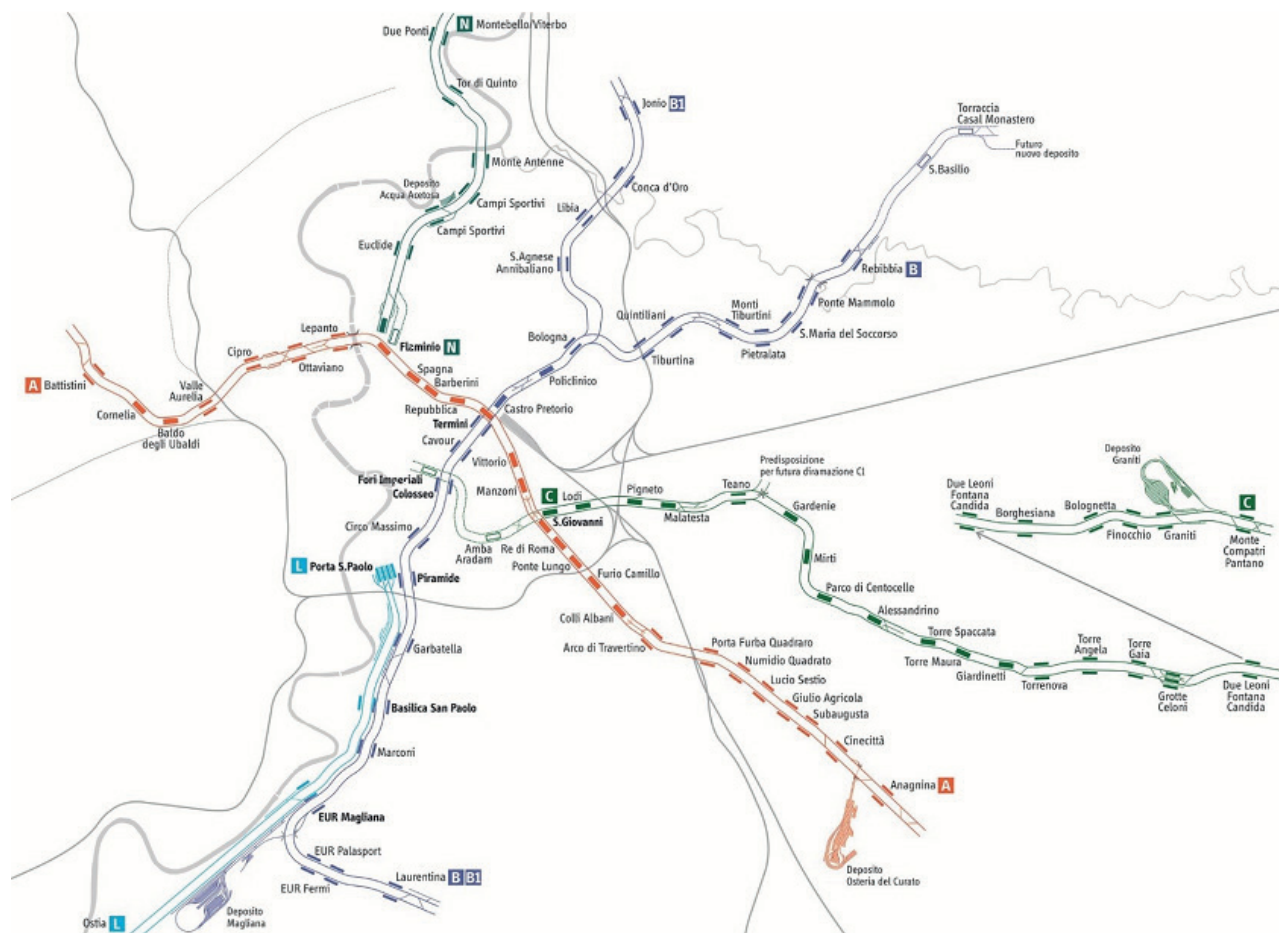 Due Ponti
N Montebello/Viterbo
Tor di Quinto
Jonio B1
Torraccia
Casal Monastero
Futuro
nuovo deposito
S.Basilio
Monte Antenne
Deposito
Acqua Acetosa
Campi Sportivi
Campi Sportivi
Conca d'Oro
Libia
Euclide
S.Agnese
Annibaliano
Rebibbia B
Ponte Mammolo
Monti
Tiburtini
Quintiliani
S.Maria del Soccorso
Bologna
Tiburtina
Pietralata
Lepanto
Flaminio N
Cipro
Ottaviano
Spagna
Barberini
Policlinico
A Battistini
Valle
Aurelia
Cornelia
Baldo
degli Ubaldi
Repubblica
Termini
Castro Pretorio
Cavour
Vittorio
Fori Imperiali
Colosseo
Manzoni
C
Lodi
S.Giovanni
Pigneto
Malatesta
Teano
Predisposizione
per futura diramazione C1
Gardenie
Deposito
Graniti
Due Leoni
Fontana
Candida
Borghesiana
Bolognetta
Finocchio
Graniti
C
Monte
Compatri
Pantano
Circo Massimo
Amba
Aradam
Re di Roma
Ponte Lungo
Furio Camillo
Mirti
L Porta S.Paolo
Piramide
Parco di Centocelle
Alessandrino
Colli Albani
Arco di Travertino
Torre Spaccata
Torre Maura
Giardinetti
Torrenova
Torre
Angela
Torre
Gaia
Grotte
Celoni
Due Leoni
Fontana
Candida
Garbatella
Porta Furba Quadraro
Numidio Quadrato
Lucio Sestio
Giulio Agricola
Subaugusta
Cinecittà
Anagnina A
Basilica San Paolo
Marconi
EUR Magliana
EUR Palasport
EUR Fermi
Laurentina B B1
Deposito
Osteria del Curato
Deposito
Magliana
Ostia L